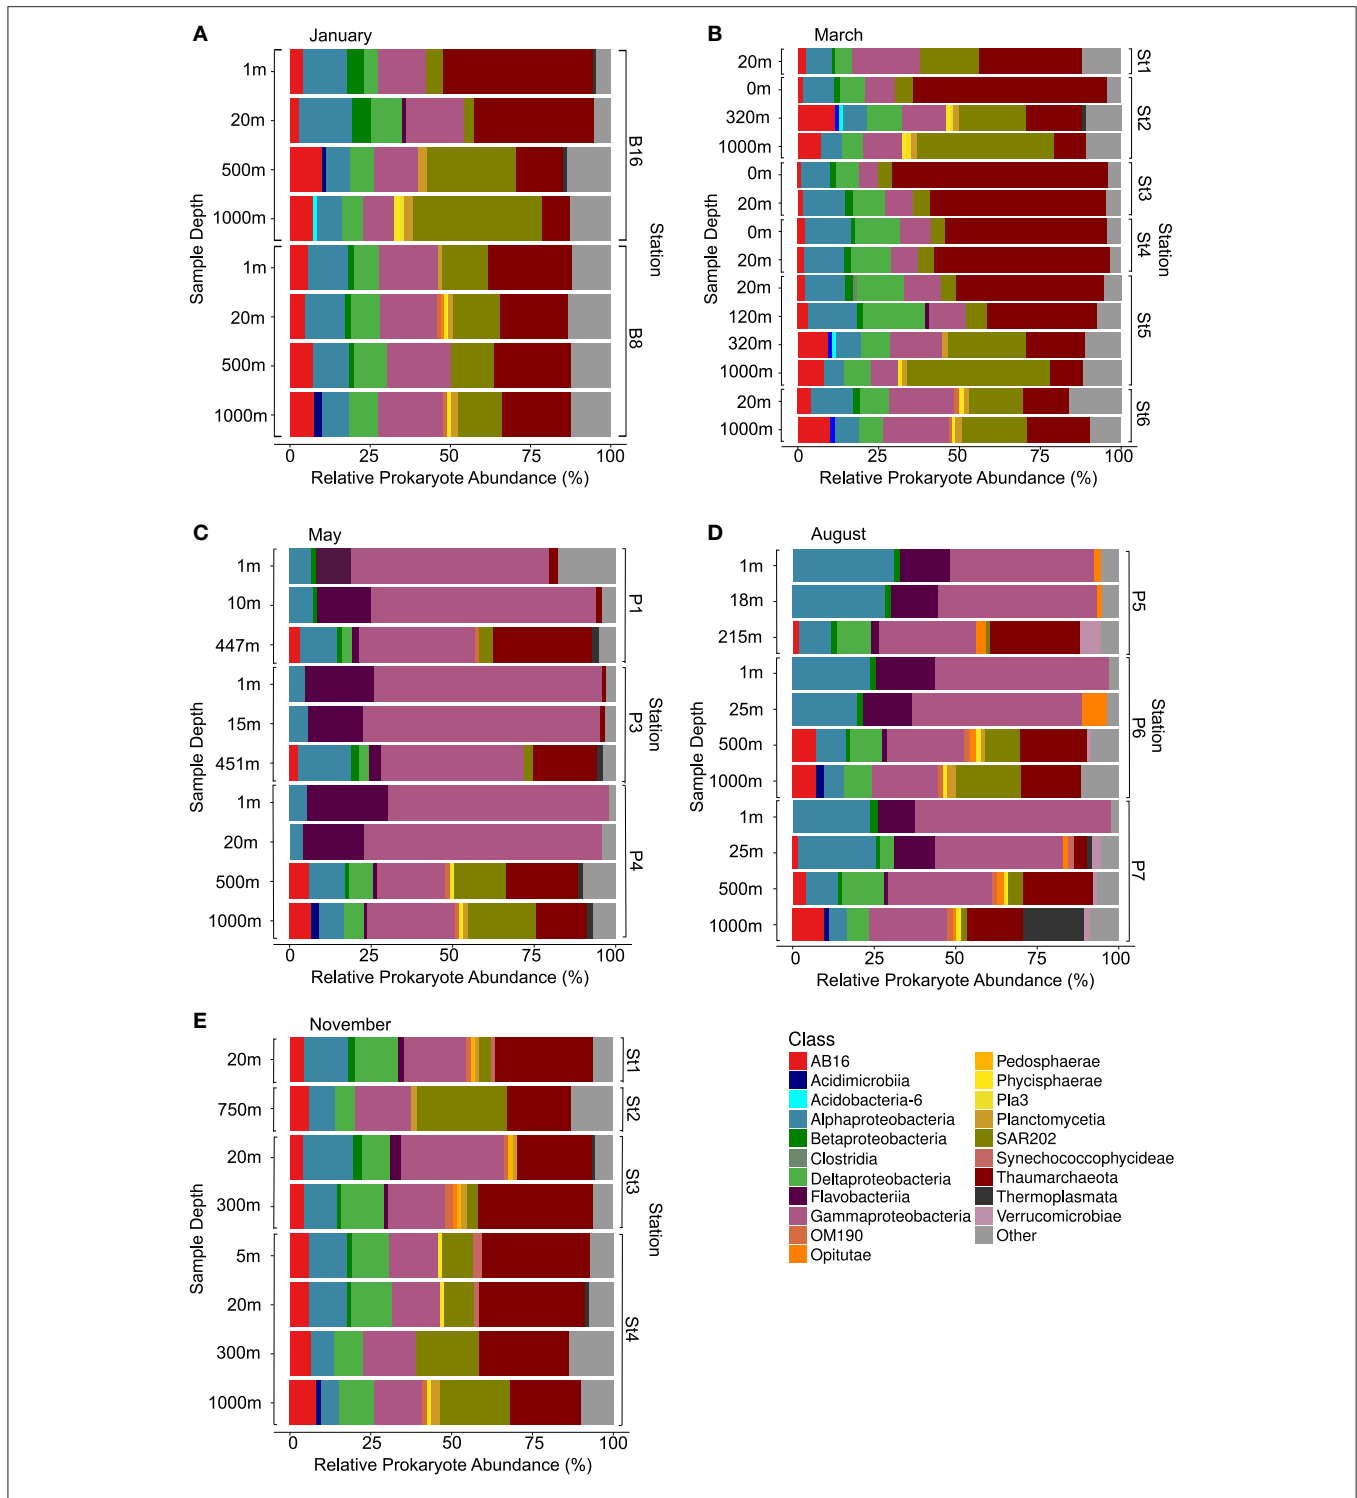 A
January
1m
20m
500m
1000m
1m
20m
500m
1000m
Sample Depth
B16
B8
Station
0 25 50 75 100
Relative Prokaryote Abundance (%)
B
March
20m
0m
320m
1000m
0m
20m
0m
20m
20m
120m
320m
1000m
20m
1000m
Sample Depth
St1
St2
St3
St4
St5
St6
Station
0 25 50 75 100
Relative Prokaryote Abundance (%)
C
May
1m
10m
447m
1m
15m
451m
1m
20m
500m
1000m
Sample Depth
P1
P3
P4
Station
0 25 50 75 100
Relative Prokaryote Abundance (%)
D
August
1m
18m
215m
1m
25m
500m
1000m
1m
25m
500m
1000m
Sample Depth
P5
P6
P7
Station
0 25 50 75 100
Relative Prokaryote Abundance (%)
E
November
20m
750m
20m
300m
5m
20m
300m
1000m
Sample Depth
St1
St2
St3
St4
Station
0 25 50 75 100
Relative Prokaryote Abundance (%)
Class
AB16
Acidimicrobiia
Acidobacteria-6
Alphaproteobacteria
Betaproteobacteria
Clostridia
Deltaproteobacteria
Flavobacteriia
Gammaproteobacteria
OM190
Opitutae
Pedosphaerae
Phycisphaerae
Pla3
Planctomycetia
SAR202
Synechococcophycideae
Thaumarchaeota
Thermoplasmata
Verrucomicrobiae
Other